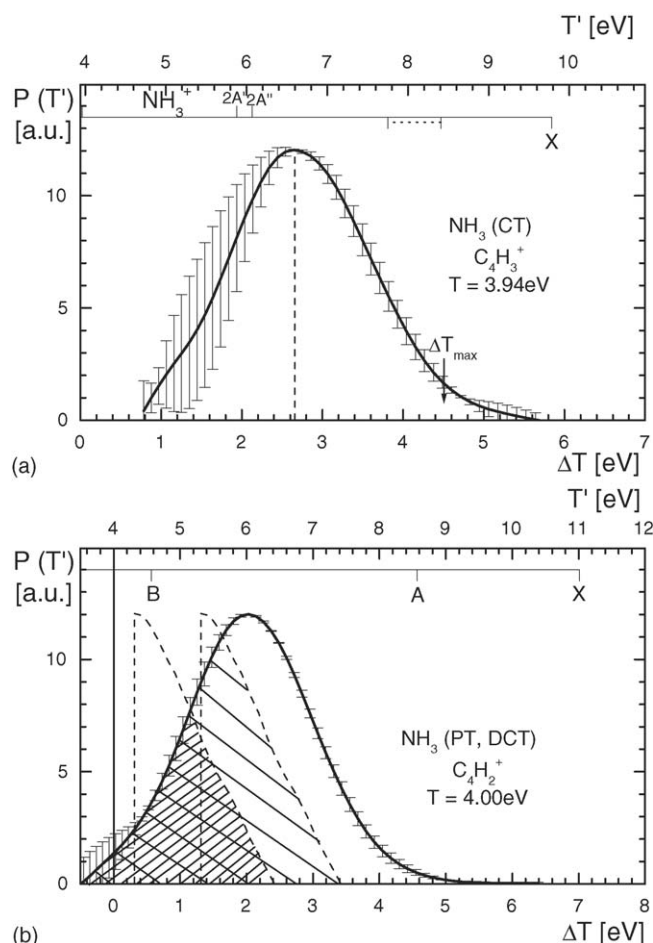 T' [eV]
4 5 6 7 8 9 10
P (T')
[a.u.]
NH₃⁺
2A' 2A''
X
10
5
0
NH₃ (CT)
C₄H₃⁺
T = 3.94eV
ΔTmax
0 1 2 3 4 5 6 7
(a)
ΔT [eV]
T' [eV]
4 5 6 7 8 9 10 11 12
P (T')
[a.u.]
B A X
10
5
0
NH₃ (PT, DCT)
C₄H₂⁺
T = 4.00eV
0 1 2 3 4 5 6 7 8
(b)
ΔT [eV]